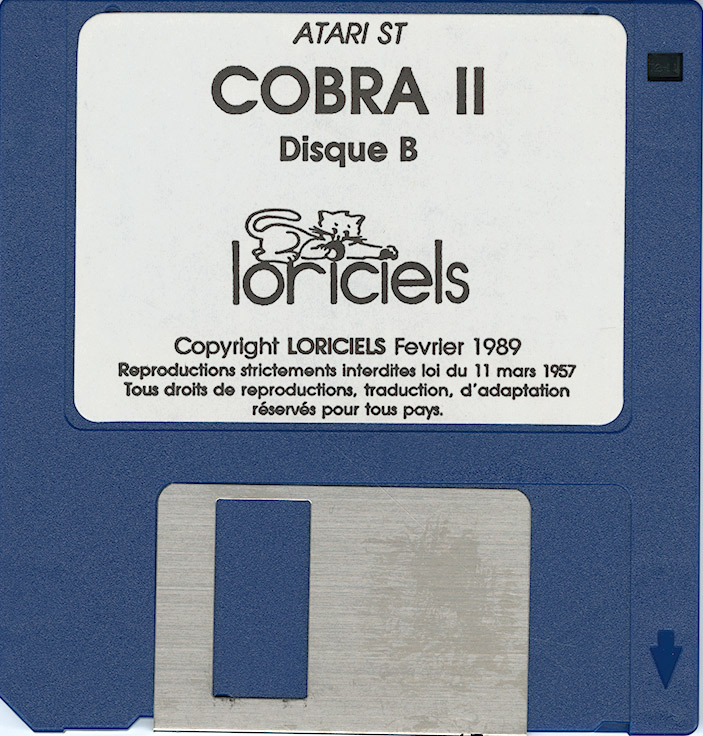 ATARI ST
COBRA II
Disque B
loriciels
Copyright LORICIELS Fevrier 1989
Reproductions strictements interdites loi du 11 mars 1957
Tous droits de reproductions, traduction, d'adaptation
réservés pour tous pays.